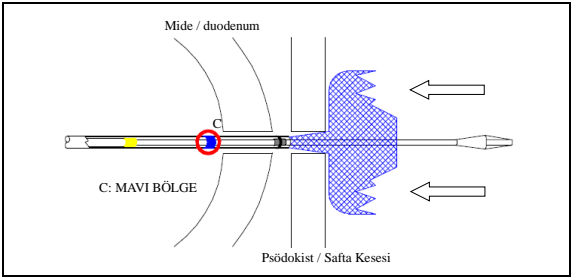 Mide / duodenum
C
C: MAVI BÖLGE
Psödokist / Safta Kesesi